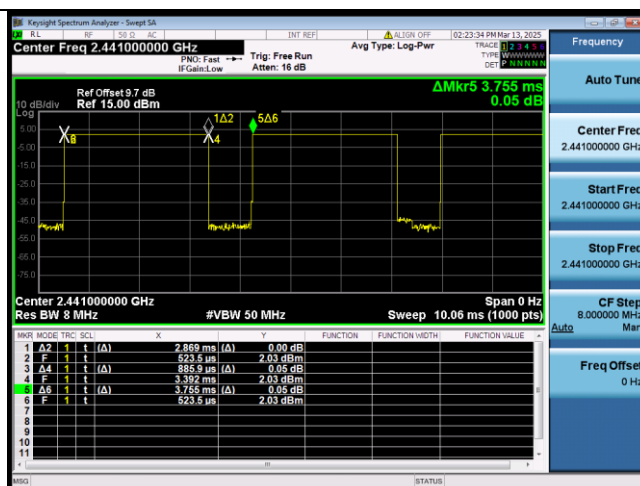 Keysight Spectrum Analyzer - Swept SA
RL RF 50 Ω AC INT REF ALIGN OFF 02:23:34 PM Mar 13, 2025
Center Freq 2.441000000 GHz
PNO: Fast
IFGain:Low
Trig: Free Run
Atten: 16 dB
Avg Type: Log-Pwr
TRACE 1 2 3 4 5 6
TYPE W
DET P N N N N N
Ref Offset 9.7 dB
Ref 15.00 dBm
ΔMkr5 3.755 ms
0.05 dB
10 dB/div
Log
5.00
-5.00
-15.0
-25.0
-35.0
-45.0
-55.0
-65.0
-75.0
1Δ2
5Δ6
4
Center 2.441000000 GHz
Span 0 Hz
Res BW 8 MHz
#VBW 50 MHz
Sweep 10.06 ms (1000 pts)
MKR MODE TRC SCL X Y FUNCTION FUNCTION WIDTH FUNCTION VALUE
1 Δ2 1 t (Δ) 2.869 ms (Δ) 0.00 dB
2 F 1 t 523.5 µs 2.03 dBm
3 Δ4 1 t (Δ) 885.9 µs (Δ) 0.05 dB
4 F 1 t 3.392 ms 2.03 dBm
5 Δ6 1 t (Δ) 3.755 ms (Δ) 0.05 dB
6 F 1 t 523.5 µs 2.03 dBm
7
8
9
10
11
MSG
STATUS
Frequency
Auto Tune
Center Freq
2.441000000 GHz
Start Freq
2.441000000 GHz
Stop Freq
2.441000000 GHz
CF Step
8.000000 MHz
Auto Man
Freq Offset
0 Hz